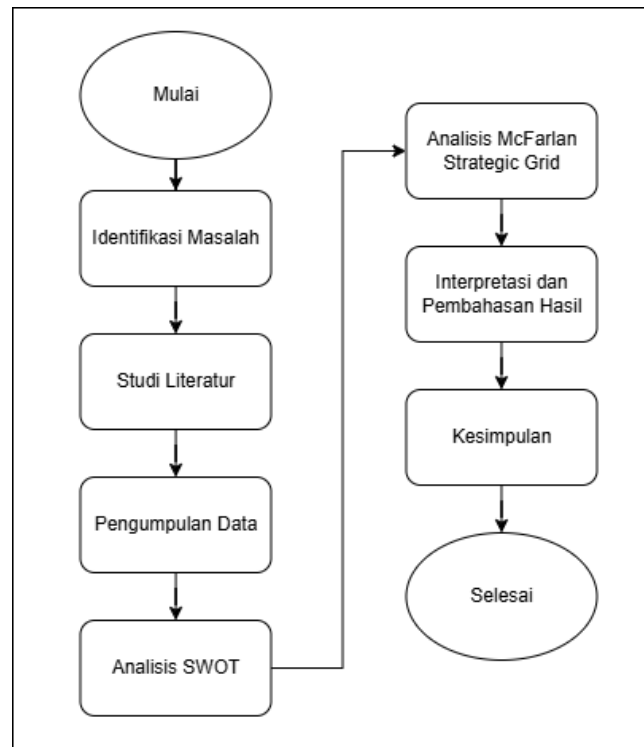 Mulai
Identifikasi Masalah
Studi Literatur
Pengumpulan Data
Analisis SWOT
Analisis McFarlan
Strategic Grid
Interpretasi dan
Pembahasan Hasil
Kesimpulan
Selesai